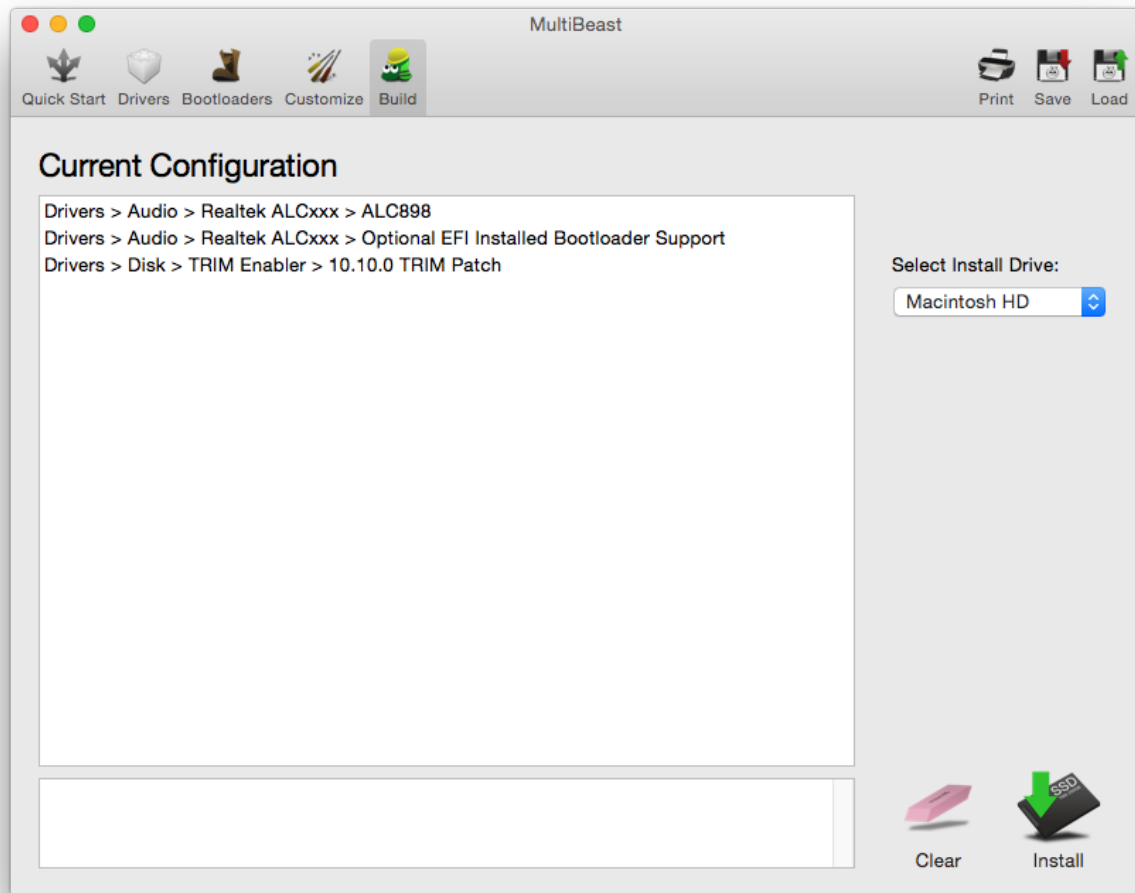 MultiBeast
Quick Start Drivers Bootloaders Customize Build Print Save Load
Current Configuration
Drivers > Audio > Realtek ALCxxx > ALC898
Drivers > Audio > Realtek ALCxxx > Optional EFI Installed Bootloader Support
Drivers > Disk > TRIM Enabler > 10.10.0 TRIM Patch
Select Install Drive:
Macintosh HD
SSD
Clear Install